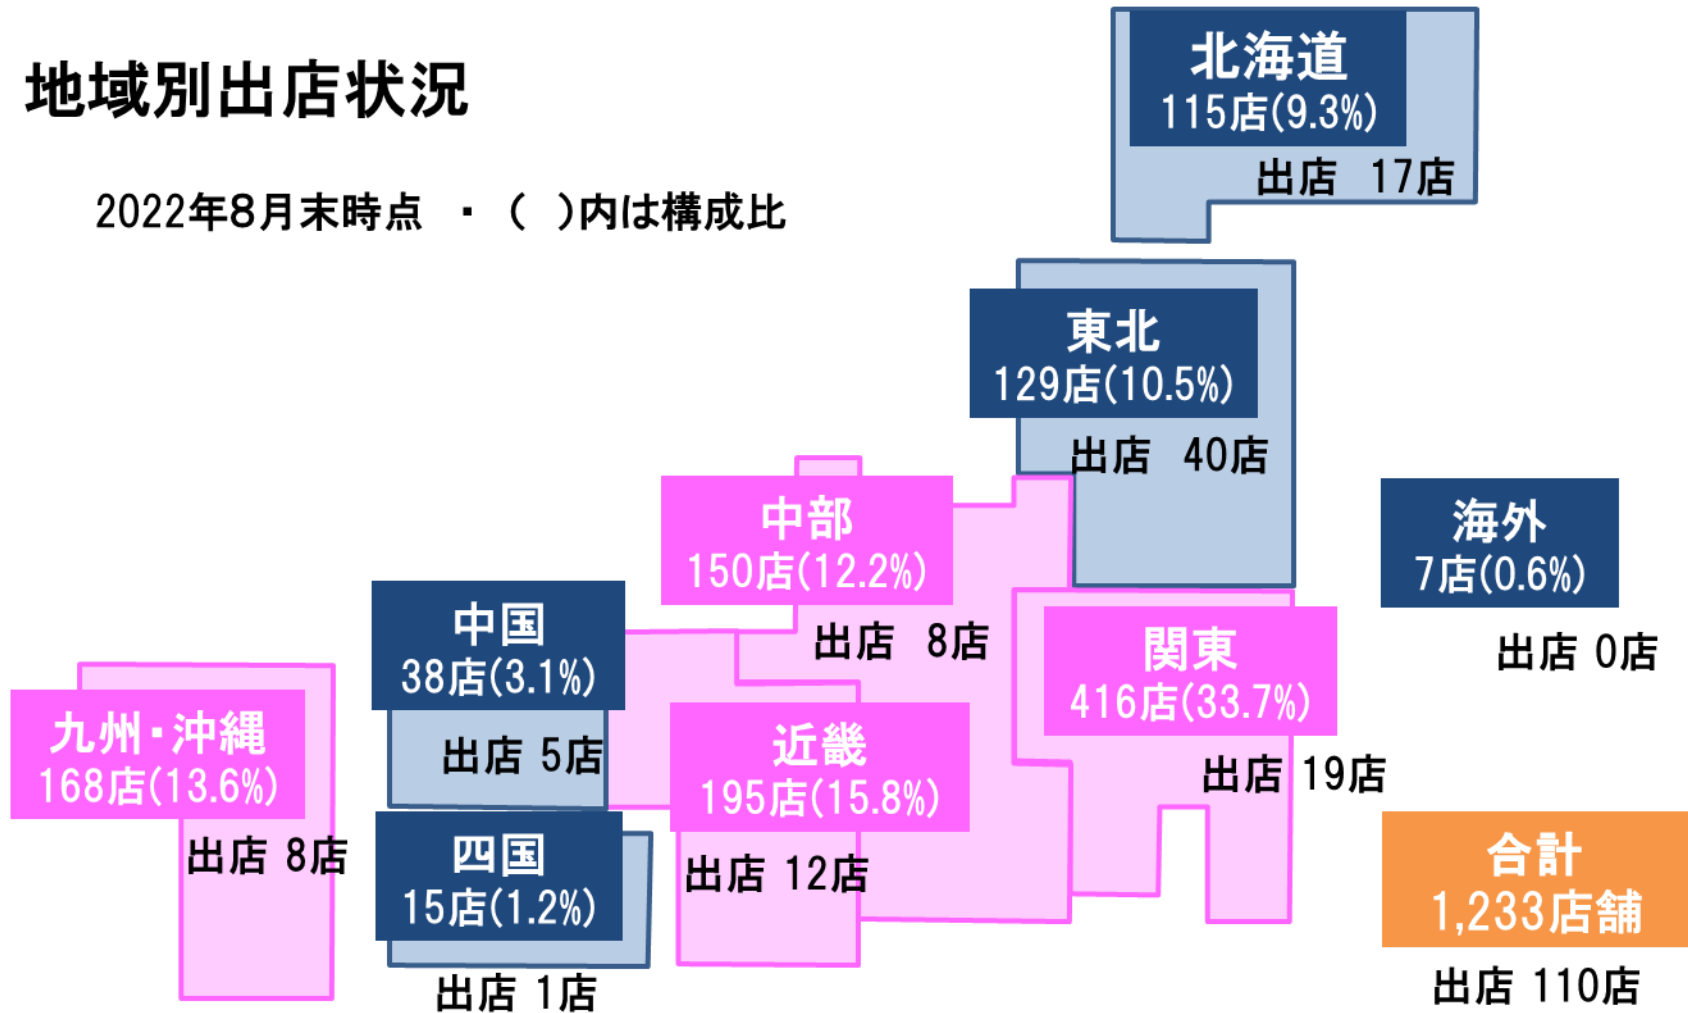 地域別出店状況
2022年8月末時点 ・ ( )内は構成比
北海道
115店(9.3%)
出店 17店
東北
129店(10.5%)
出店 40店
中部
150店(12.2%)
出店 8店
海外
7店(0.6%)
出店 0店
中国
38店(3.1%)
出店 5店
関東
416店(33.7%)
出店 19店
九州・沖縄
168店(13.6%)
出店 8店
近畿
195店(15.8%)
出店 12店
四国
15店(1.2%)
出店 1店
合計
1,233店舗
出店 110店